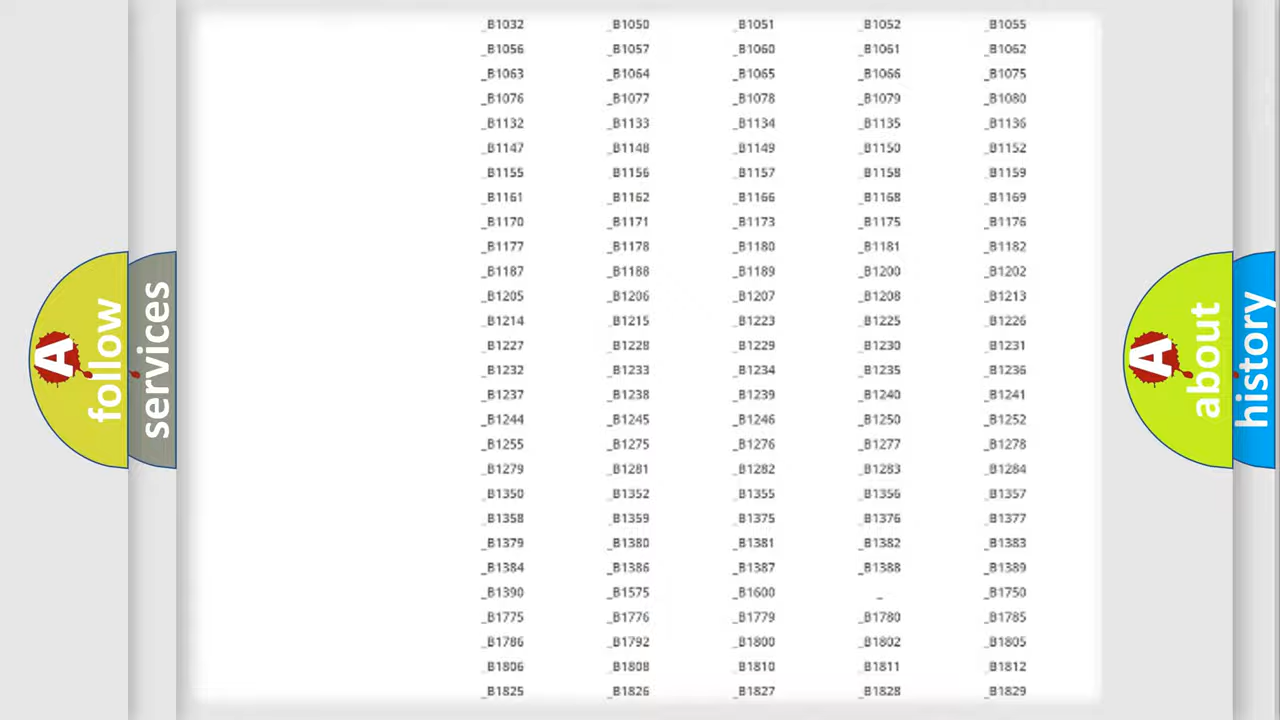 _B1032 _B1050 _B1051 _B1052 _B1055
_B1056 _B1057 _B1060 _B1061 _B1062
_B1063 _B1064 _B1065 _B1066 _B1075
_B1076 _B1077 _B1078 _B1079 _B1080
_B1132 _B1133 _B1134 _B1135 _B1136
_B1147 _B1148 _B1149 _B1150 _B1152
_B1155 _B1156 _B1157 _B1158 _B1159
_B1161 _B1162 _B1166 _B1168 _B1169
_B1170 _B1171 _B1173 _B1175 _B1176
_B1177 _B1178 _B1180 _B1181 _B1182
_B1187 _B1188 _B1189 _B1200 _B1202
_B1205 _B1206 _B1207 _B1208 _B1213
_B1214 _B1215 _B1223 _B1225 _B1226
_B1227 _B1228 _B1229 _B1230 _B1231
_B1232 _B1233 _B1234 _B1235 _B1236
_B1237 _B1238 _B1239 _B1240 _B1241
_B1244 _B1245 _B1246 _B1250 _B1252
_B1255 _B1275 _B1276 _B1277 _B1278
_B1279 _B1281 _B1282 _B1283 _B1284
_B1350 _B1352 _B1355 _B1356 _B1357
_B1358 _B1359 _B1375 _B1376 _B1377
_B1379 _B1380 _B1381 _B1382 _B1383
_B1384 _B1386 _B1387 _B1388 _B1389
_B1390 _B1575 _B1600 _ _B1750
_B1775 _B1776 _B1779 _B1780 _B1785
_B1786 _B1792 _B1800 _B1802 _B1805
_B1806 _B1808 _B1810 _B1811 _B1812
_B1825 _B1826 _B1827 _B1828 _B1829
A
follow
services
A
about
history